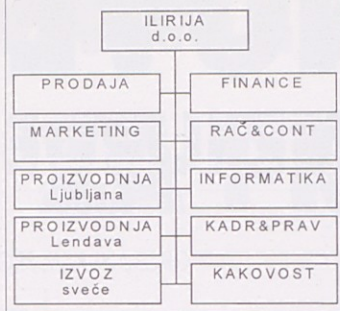 ILIRIJA
d.o.o.
PRODAJA
FINANCE
MARKETING
RAČ&CONT
PROIZVODNJA
Ljubljana
INFORMATIKA
PROIZVODNJA
Lendava
KADR&PRAV
IZVOZ
sveče
KAKOVOST